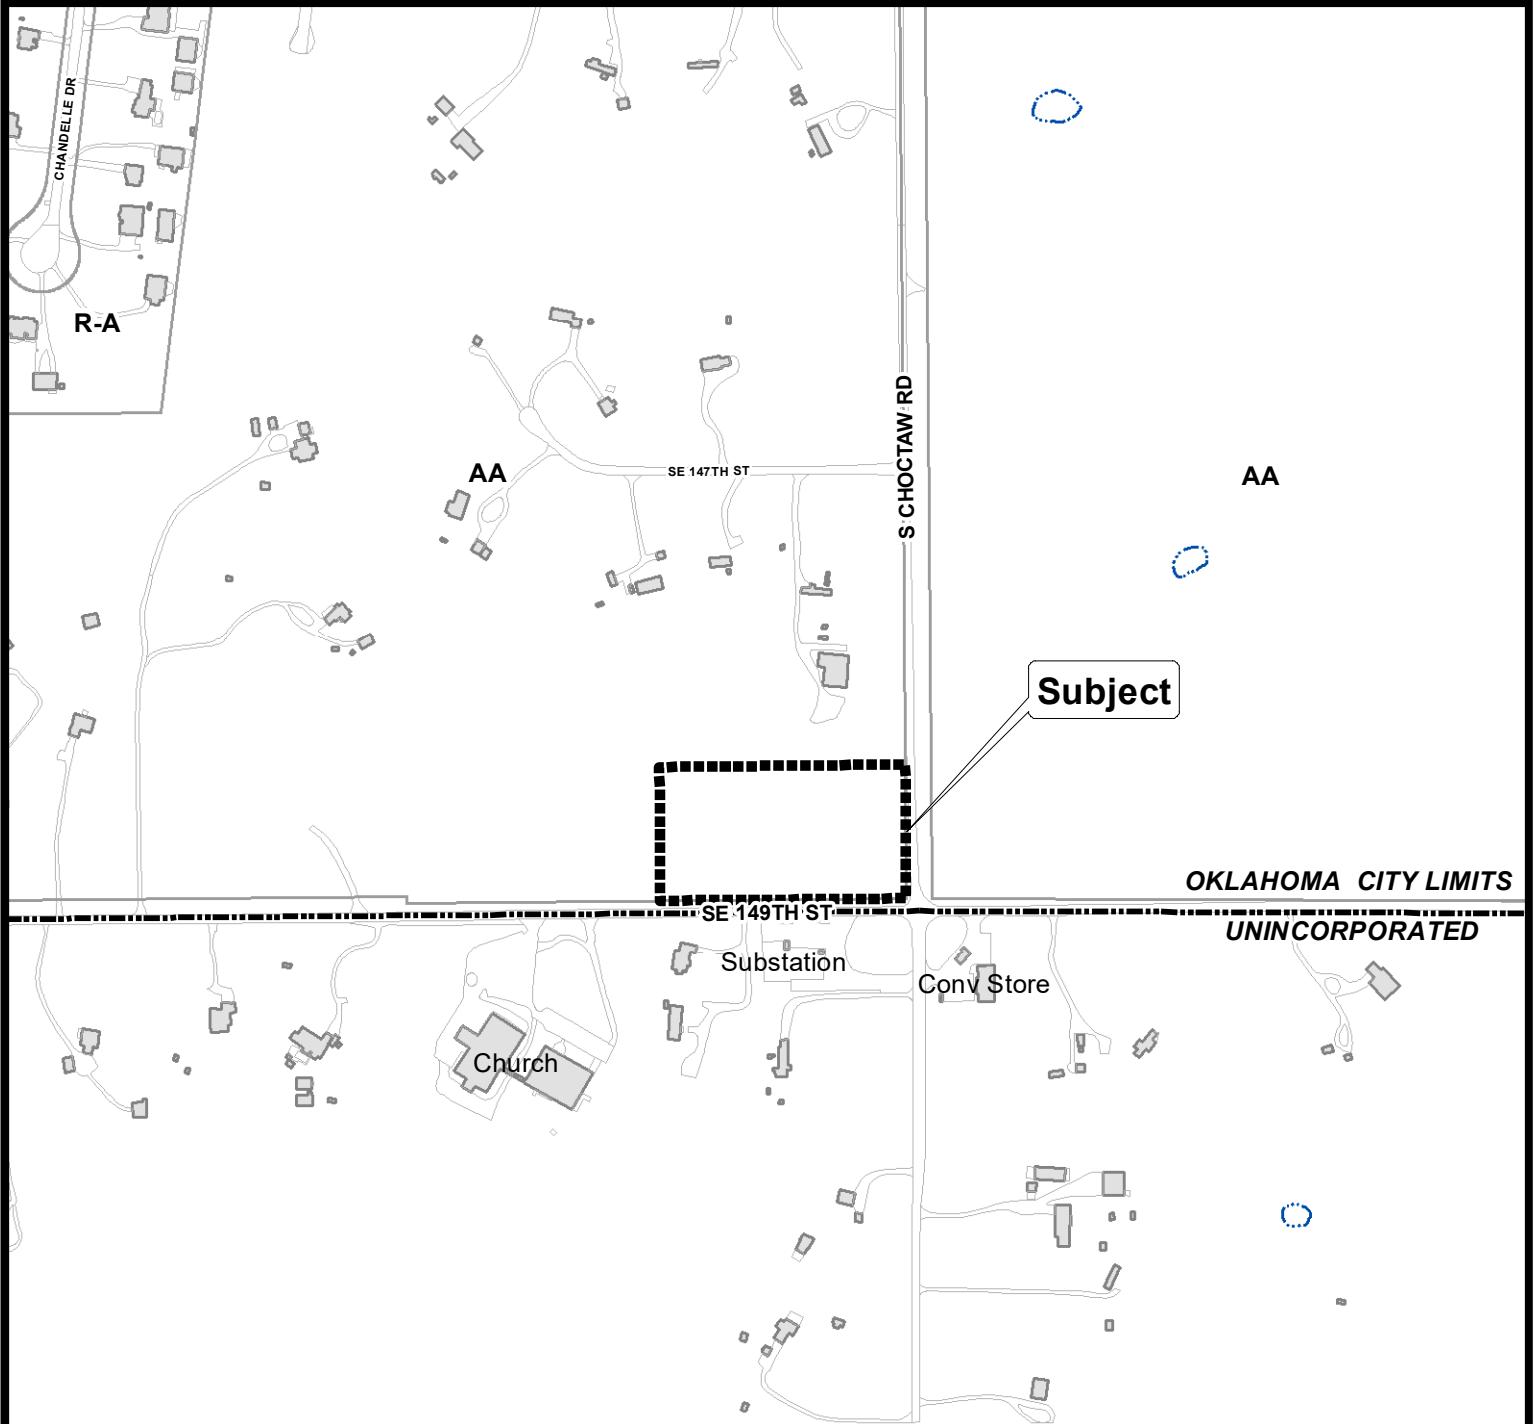 CHANDELLE DR
R-A
S CHOCTAW RD
SE 147TH ST
AA
AA
Subject
OKLAHOMA CITY LIMITS
SE 149TH ST
UNINCORPORATED
Substation
Conv Store
Church